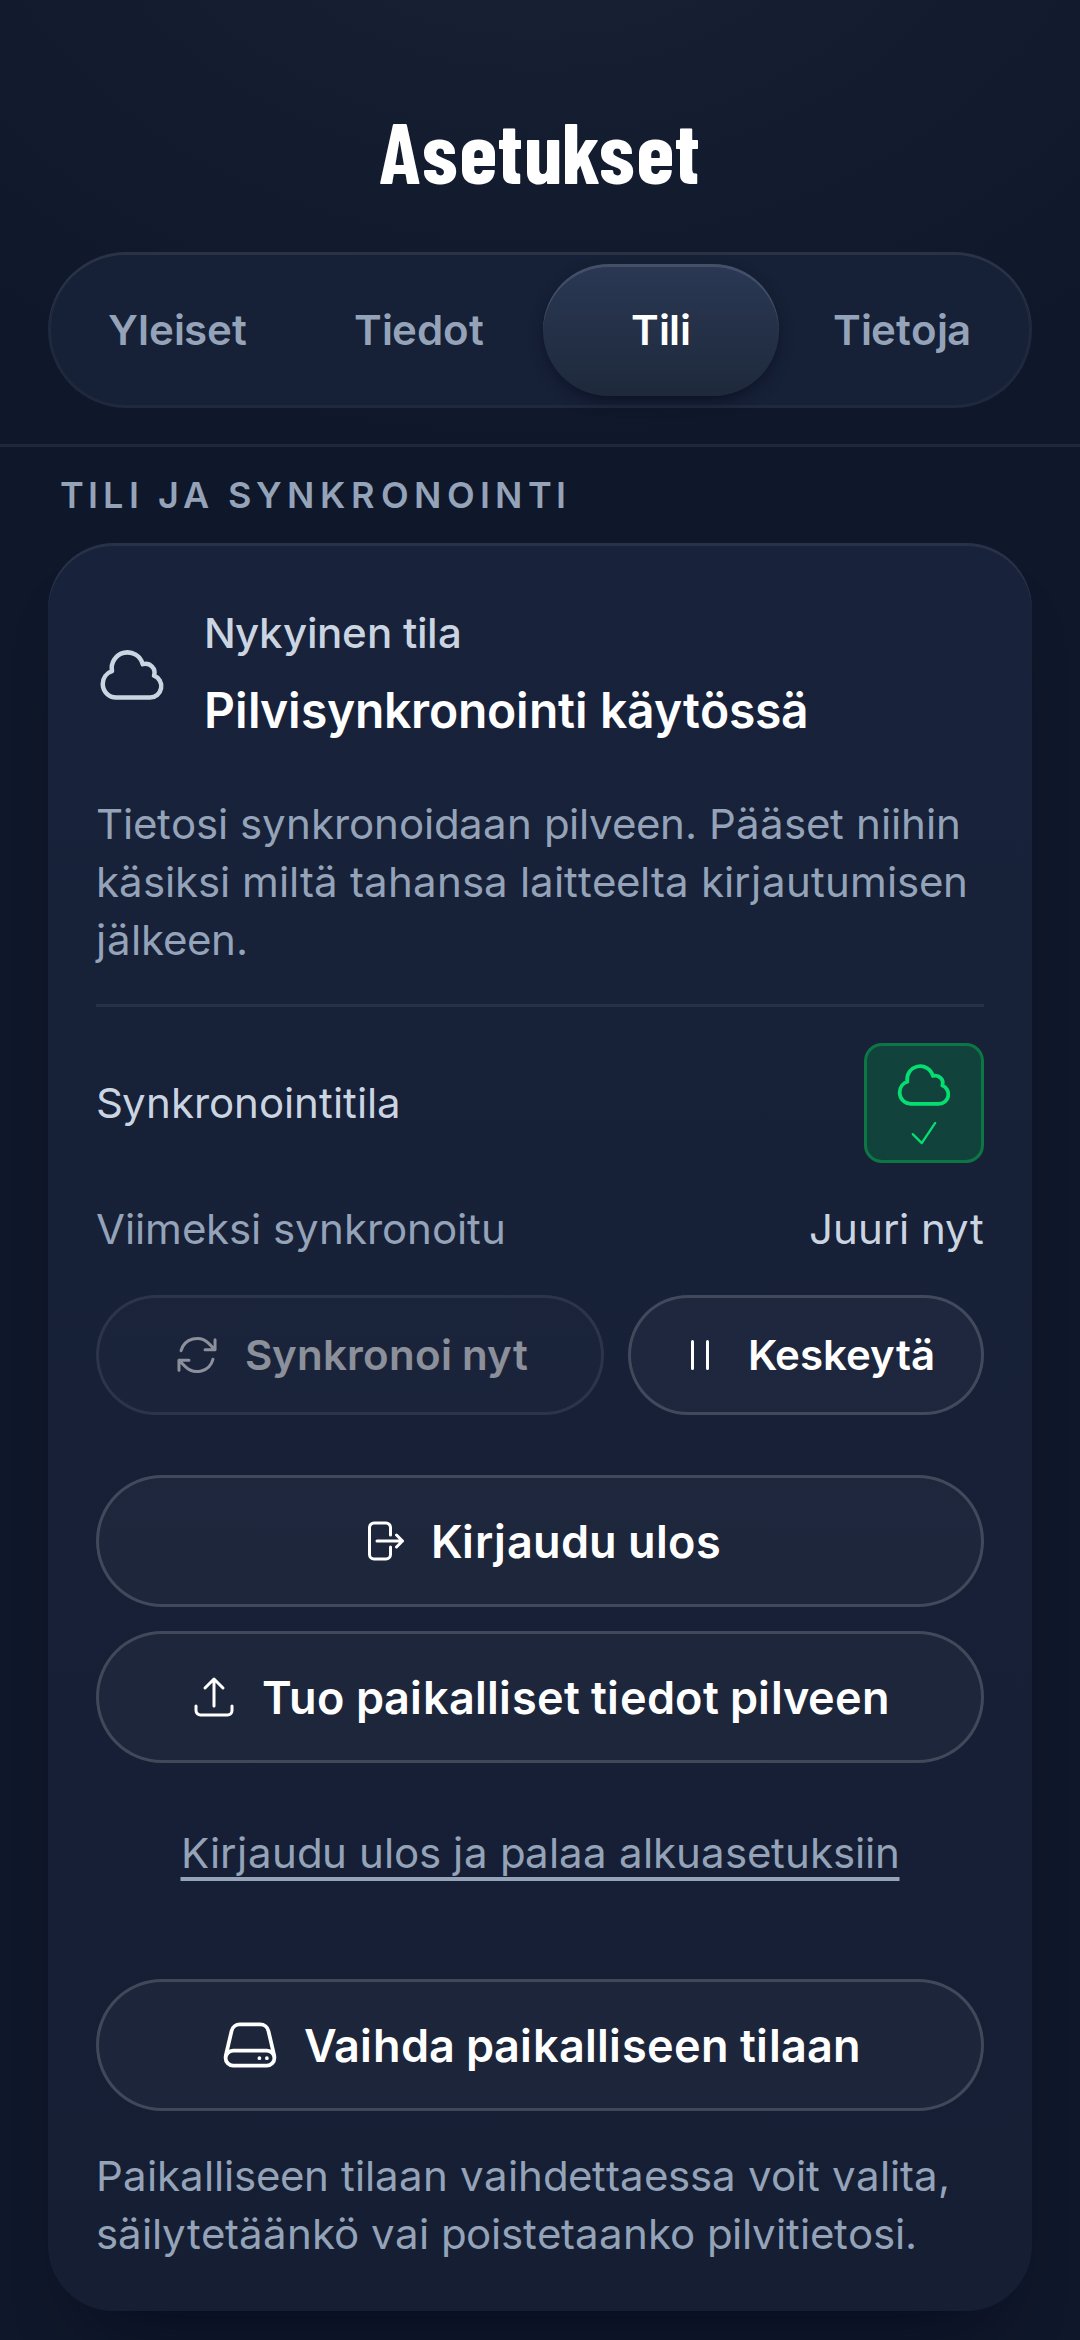 Asetukset
Yleiset
Tiedot
Tili
Tietoja
TILI JA SYNKRONOINTI
Nykyinen tila
Pilvisynkronointi käytössä
Tietosi synkronoidaan pilveen. Pääset niihin
käsiksi miltä tahansa laitteelta kirjautumisen
jälkeen.
Synkronointitila
Viimeksi synkronoitu
Juuri nyt
Synkronoi nyt
Keskeytä
Kirjaudu ulos
Tuo paikalliset tiedot pilveen
Kirjaudu ulos ja palaa alkuasetuksiin
Vaihda paikalliseen tilaan
Paikalliseen tilaan vaihdettaessa voit valita,
säilytetäänkö vai poistetaanko pilvitietosi.